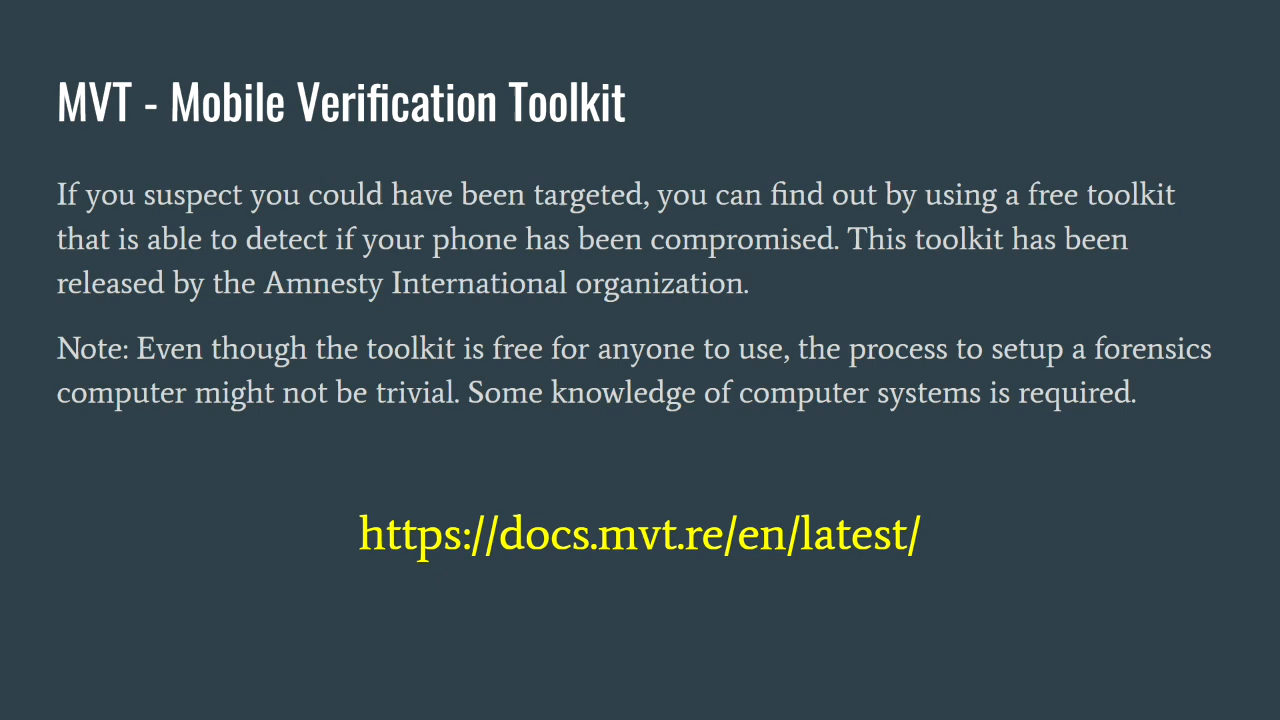 MVT - Mobile Verification Toolkit
If you suspect you could have been targeted, you can find out by using a free toolkit
that is able to detect if your phone has been compromised. This toolkit has been
released by the Amnesty International organization.
Note: Even though the toolkit is free for anyone to use, the process to setup a forensics
computer might not be trivial. Some knowledge of computer systems is required.
https://docs.mvt.re/en/latest/